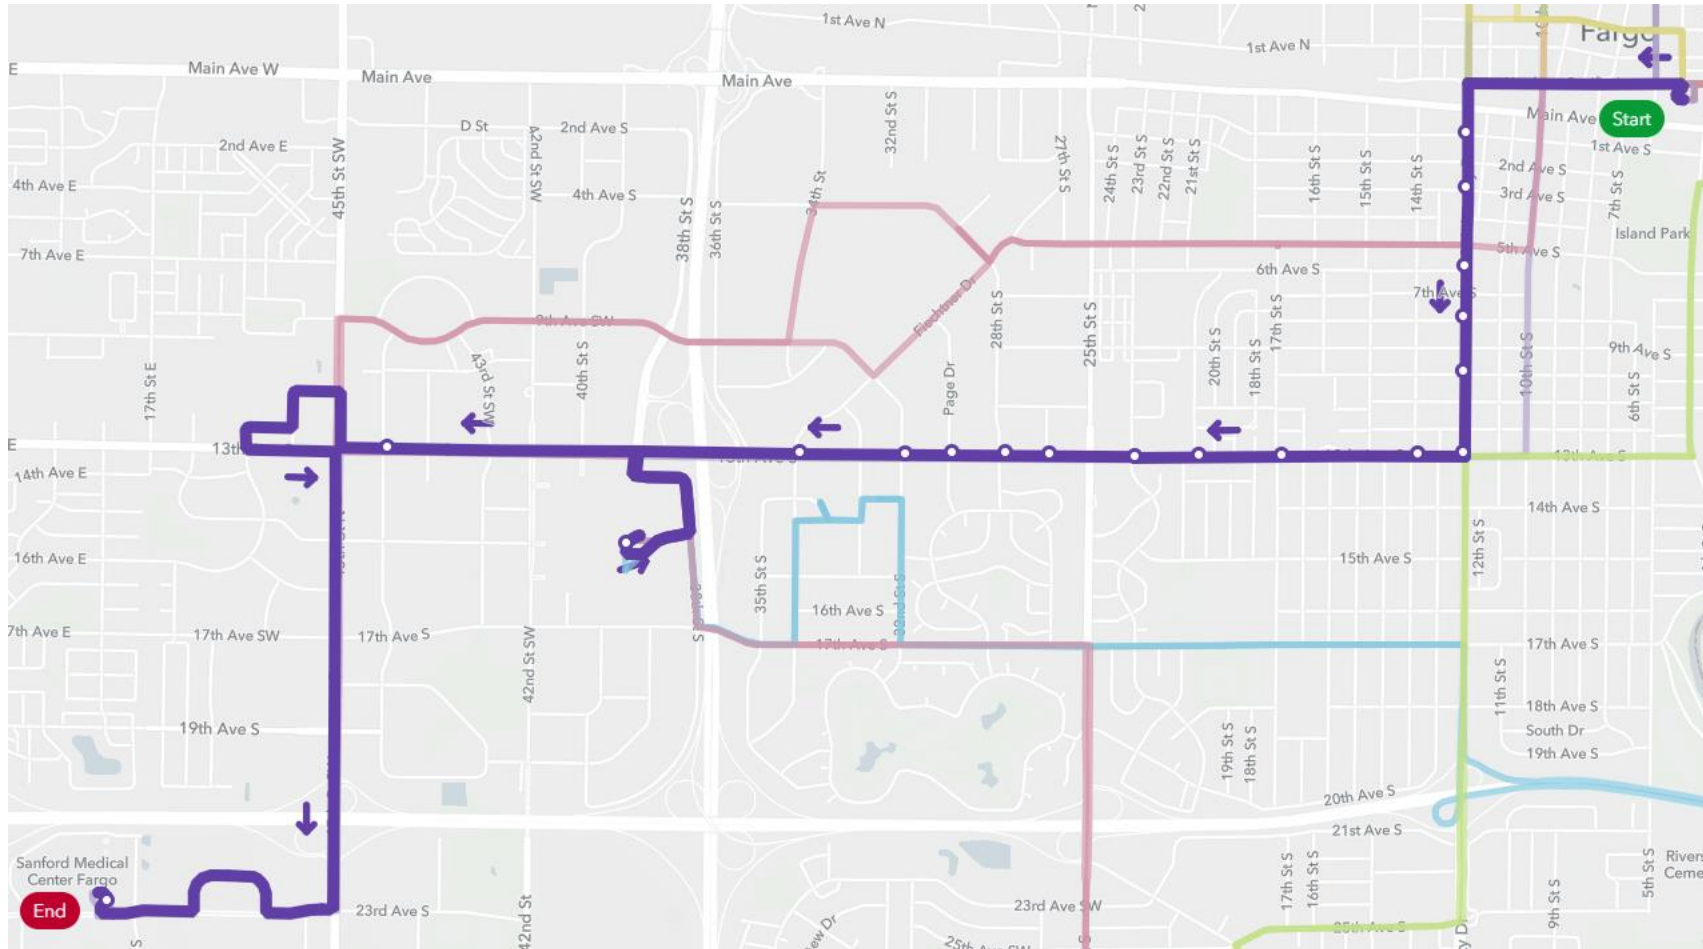 1st Ave N
1st Ave N
Fargo
Main Ave W
Main Ave
Main Ave
Main Ave
Start
D St
2nd Ave S
2nd Ave E
42nd St SW
45th St SW
4th Ave E
4th Ave S
38th St S
36th St S
34th St
32nd St S
27th St S
24th St S
23rd St S
22nd St S
21st St S
16th St S
15th St S
14th St S
1st Ave S
2nd Ave S
3rd Ave S
7th St S
Island Park
5th Ave S
7th Ave E
6th Ave S
7th Ave S
9th Ave SW
Fiechtner Dr
28th St S
25th St S
20th St S
18th St S
17th St S
10th St S
9th Ave S
6th St S
17th St E
43rd St SW
40th St S
Page Dr
13th
13th Ave S
13th Ave S
14th Ave E
14th Ave S
16th Ave E
15th Ave S
12th St S
35th St S
32nd St S
16th Ave S
7th Ave E
17th Ave SW
17th Ave S
17th Ave S
17th Ave S
42nd St SW
11th St S
18th Ave S
South Dr
19th Ave S
19th Ave S
19th St S
18th St S
20th Ave S
21st Ave S
Sanford Medical
Center Fargo
End
23rd Ave S
42nd St
23rd Ave SW
25th Ave SW
25th Ave S
17th St S
16th St S
9th St S
5th St S
Rivers
Ceme